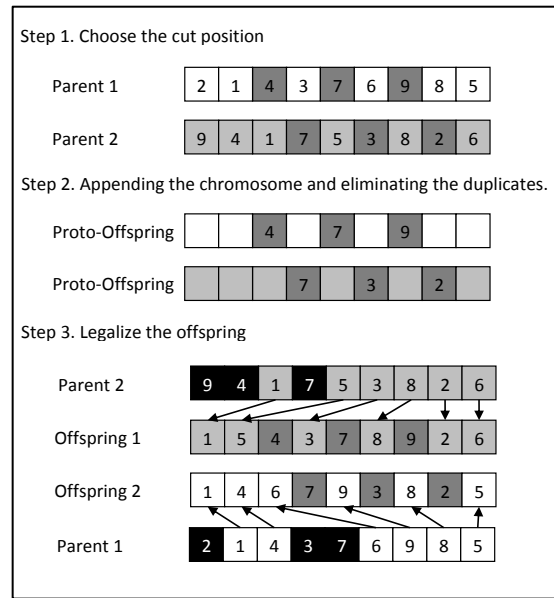 Step 1. Choose the cut position
Parent 1 2 1 4 3 7 6 9 8 5
Parent 2 9 4 1 7 5 3 8 2 6
Step 2. Appending the chromosome and eliminating the duplicates.
Proto-Offspring 4 7 9
Proto-Offspring 7 3 2
Step 3. Legalize the offspring
Parent 2 9 4 1 7 5 3 8 2 6
Offspring 1 1 5 4 3 7 8 9 2 6
Offspring 2 1 4 6 7 9 3 8 2 5
Parent 1 2 1 4 3 7 6 9 8 5